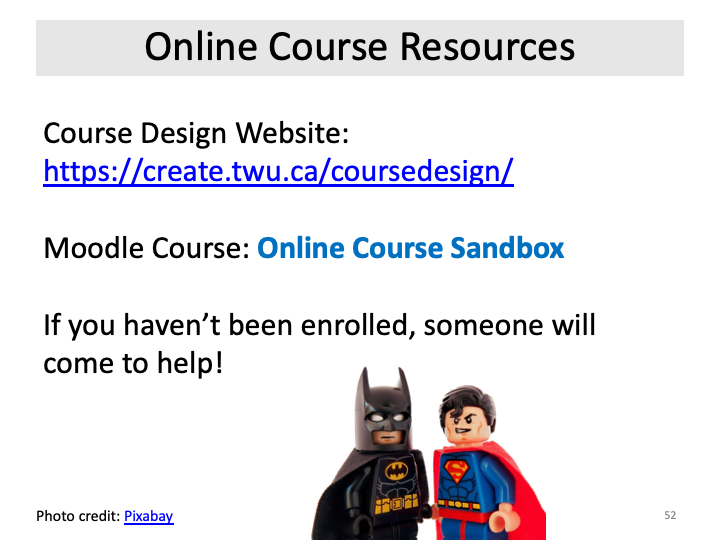 Online Course Resources
Course Design Website:
https://create.twu.ca/coursedesign/
Moodle Course: Online Course Sandbox
If you haven’t been enrolled, someone will
come to help!
Photo credit: Pixabay
52